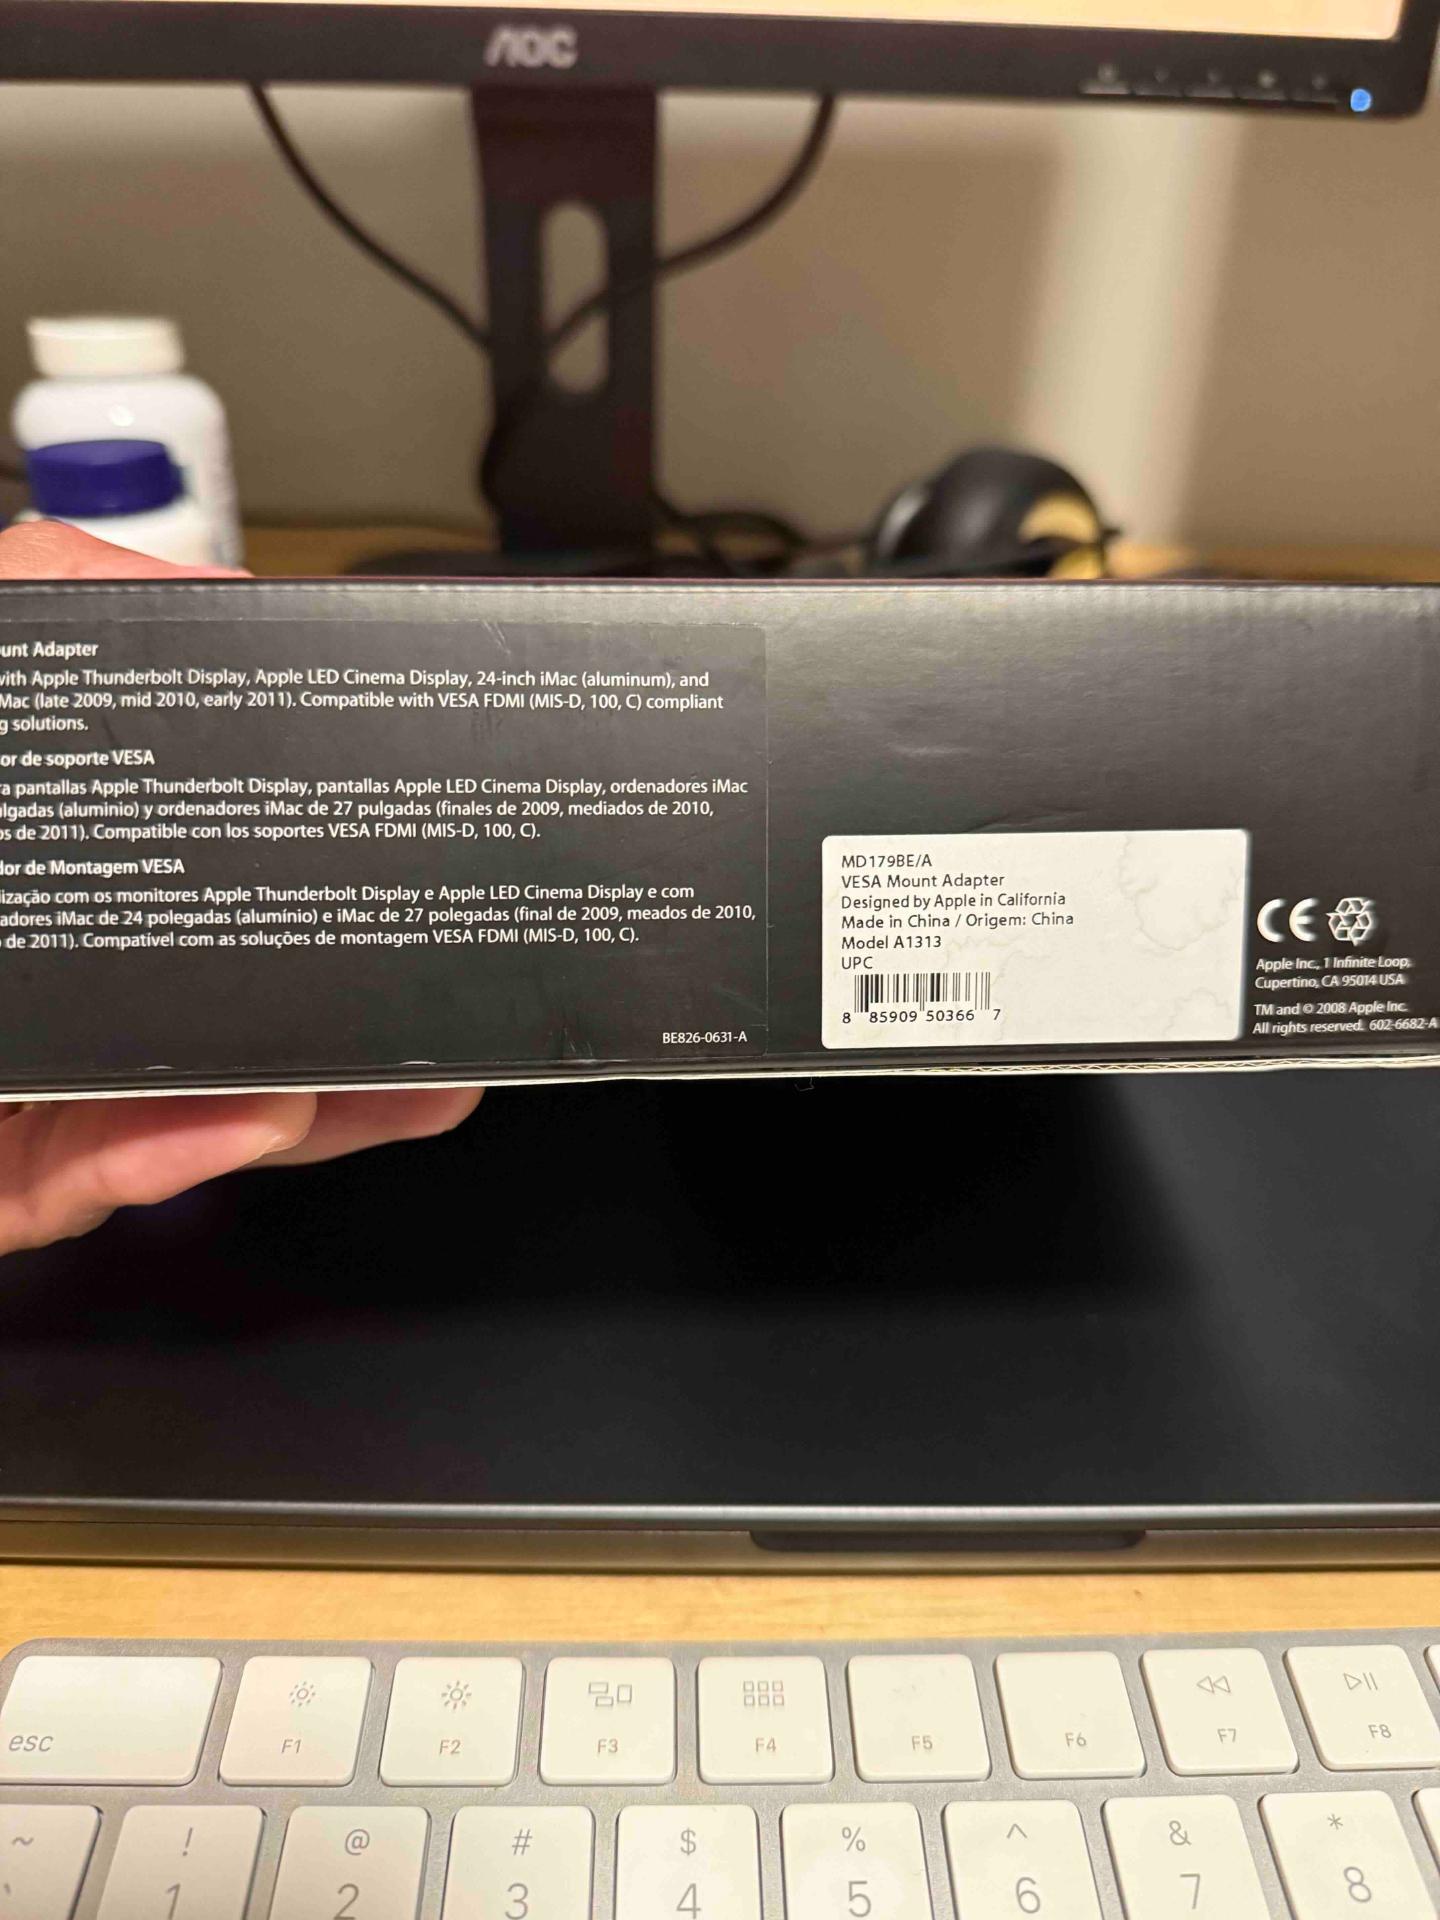 AOC
unt Adapter
with Apple Thunderbolt Display, Apple LED Cinema Display, 24-inch iMac (aluminum), and
Mac (late 2009, mid 2010, early 2011). Compatible with VESA FDMI (MIS-D, 100, C) compliant
g solutions.
or de soporte VESA
a pantallas Apple Thunderbolt Display, pantallas Apple LED Cinema Display, ordenadores iMac
ulgadas (aluminio) y ordenadores iMac de 27 pulgadas (finales de 2009, mediados de 2010,
os de 2011). Compatible con los soportes VESA FDMI (MIS-D, 100, C).
dor de Montagem VESA
ização com os monitores Apple Thunderbolt Display e Apple LED Cinema Display e com
adores iMac de 24 polegadas (alumínio) e iMac de 27 polegadas (final de 2009, meados de 2010,
de 2011). Compatível com as soluções de montagem VESA FDMI (MIS-D, 100, C).
BE826-0631-A
MD179BE/A
VESA Mount Adapter
Designed by Apple in California
Made in China / Origem: China
Model A1313
UPC
8 85909 50366 7
CE
Apple Inc., 1 Infinite Loop,
Cupertino, CA 95014 USA
TM and © 2008 Apple Inc.
All rights reserved. 602-6682-A
esc F1 F2 F3 F4 F5 F6 F7 F8
~ ! @ # $ % ^ & *
` 1 2 3 4 5 6 7 8